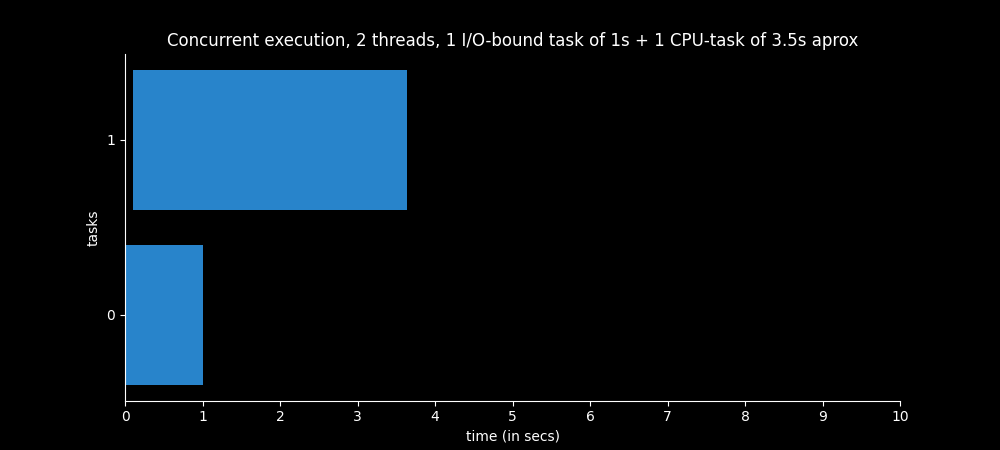 Concurrent execution, 2 threads, 1 I/O-bound task of 1s + 1 CPU-task of 3.5s aprox
1
tasks
0
0 1 2 3 4 5 6 7 8 9 10
time (in secs)